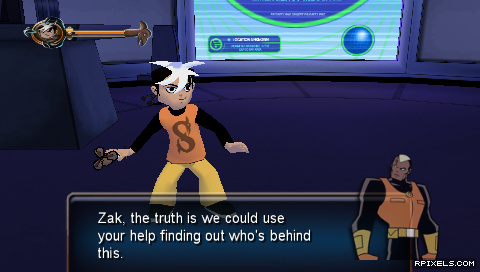 LOCATION UNKNOWN
S
Zak, the truth is we could use
your help finding out who's behind
this.
RPIXELS.COM